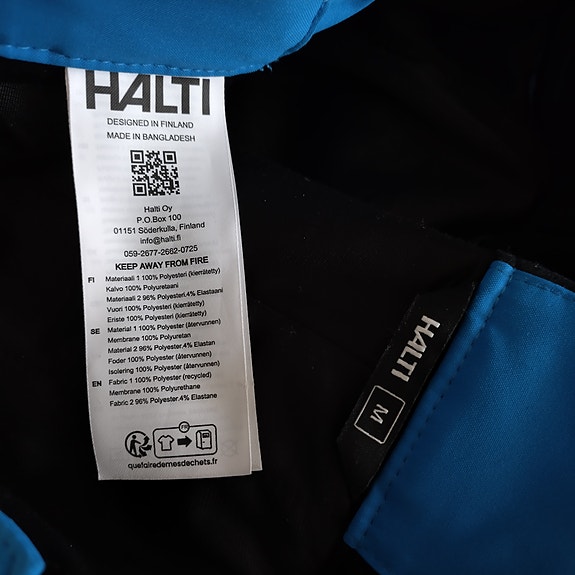 HALTI
DESIGNED IN FINLAND
MADE IN BANGLADESH
Halti Oy
P.O.Box 100
01151 Söderkulla, Finland
info@halti.fi
059-2677-2682-0725
KEEP AWAY FROM FIRE
FI Materiaali 1 100% Polyesteri (kierrätetty)
Kalvo 100% Polyuretaani
Materiaali 2 96% Polyesteri,4% Elastaani
Vuori 100% Polyesteri (kierrätetty)
Eriste 100% Polyesteri (kierrätetty)
SE Material 1 100% Polyester (återvunnen)
Membrane 100% Polyuretan
Material 2 96% Polyester,4% Elastan
Foder 100% Polyester (återvunnen)
Isolering 100% Polyester (återvunnen)
EN Fabric 1 100% Polyester (recycled)
Membrane 100% Polyurethane
Fabric 2 96% Polyester,4% Elastane
FR
quefairedemesdechets.fr
HALTI
M